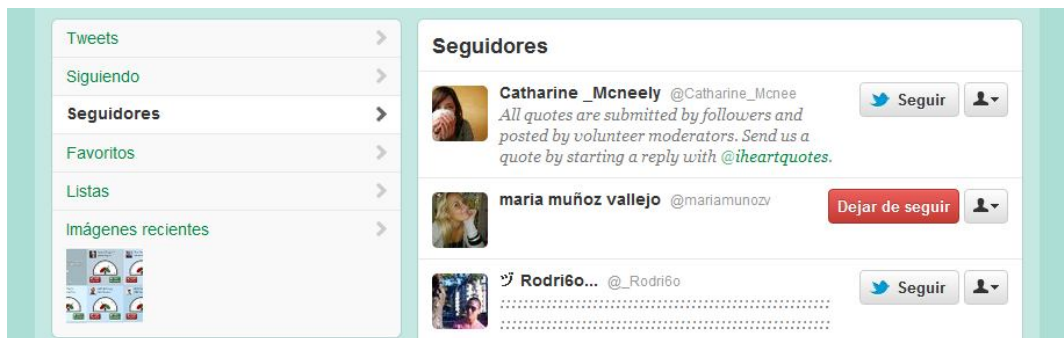 Tweets
Siguiendo
Seguidores
Favoritos
Listas
Imágenes recientes
Seguidores
Catharine _Mcneely @Catharine_Mcnee
Seguir
All quotes are submitted by followers and
posted by volunteer moderators. Send us a
quote by starting a reply with @iheartquotes.
maria muñoz vallejo @mariamunozv
Dejar de seguir
ヅ Rodri6o... @_Rodri6o
Seguir
::::::::::::::::::::::::::::::::::::::::::::::::::::::::::::
::::::::::::::::::::::::::::::::::::::::::::::::::::::::::::